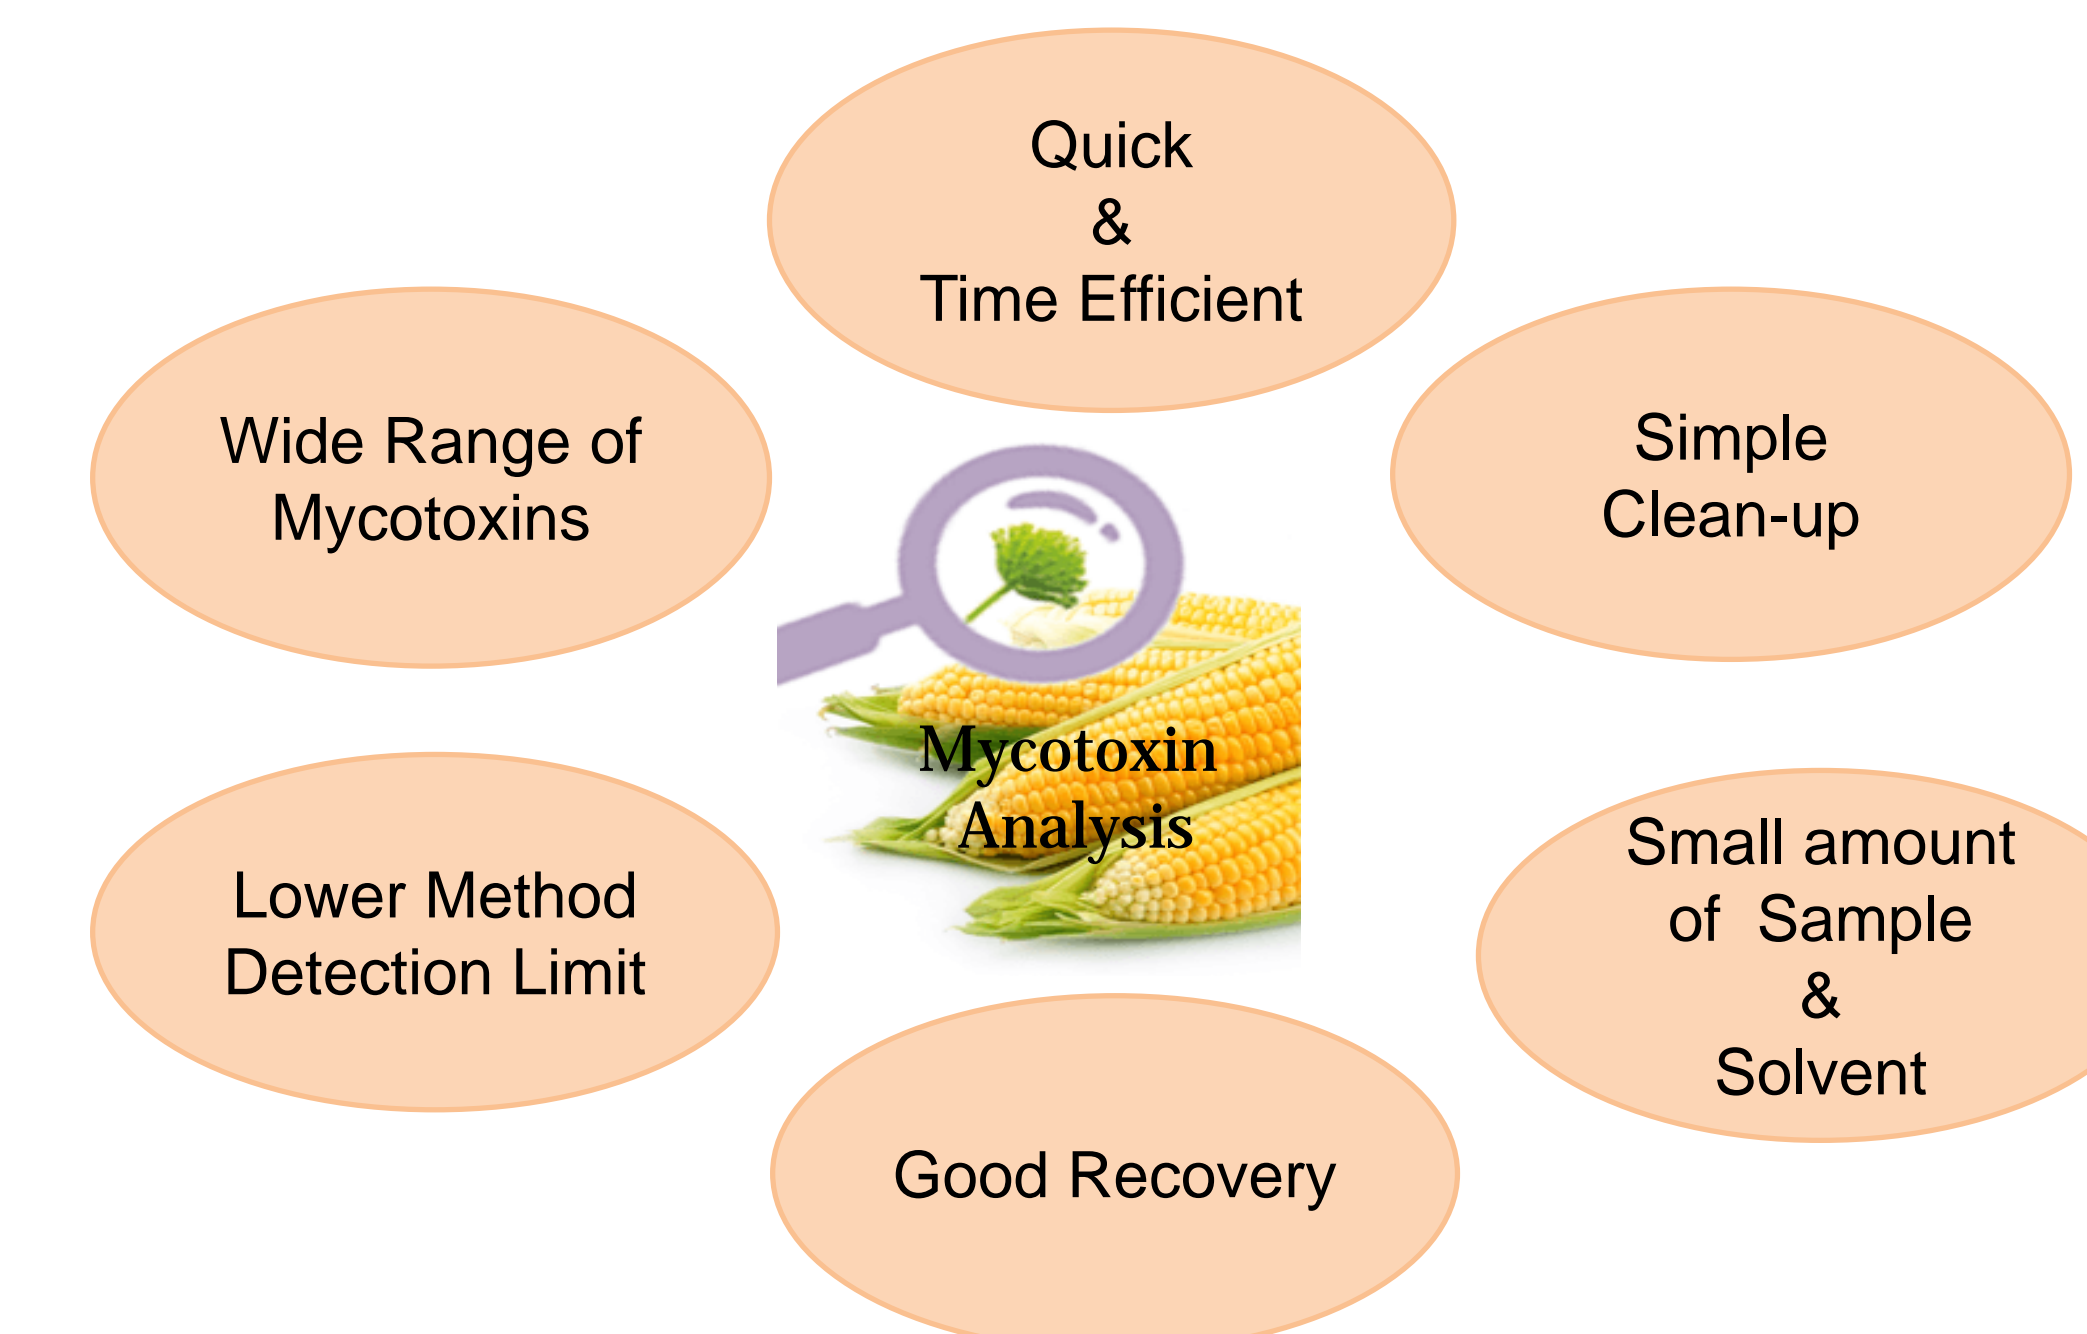 Quick
&
Time Efficient
Wide Range of
Mycotoxins
Simple
Clean-up
Mycotoxin
Analysis
Lower Method
Detection Limit
Small amount
of  Sample
&
Solvent
Good Recovery